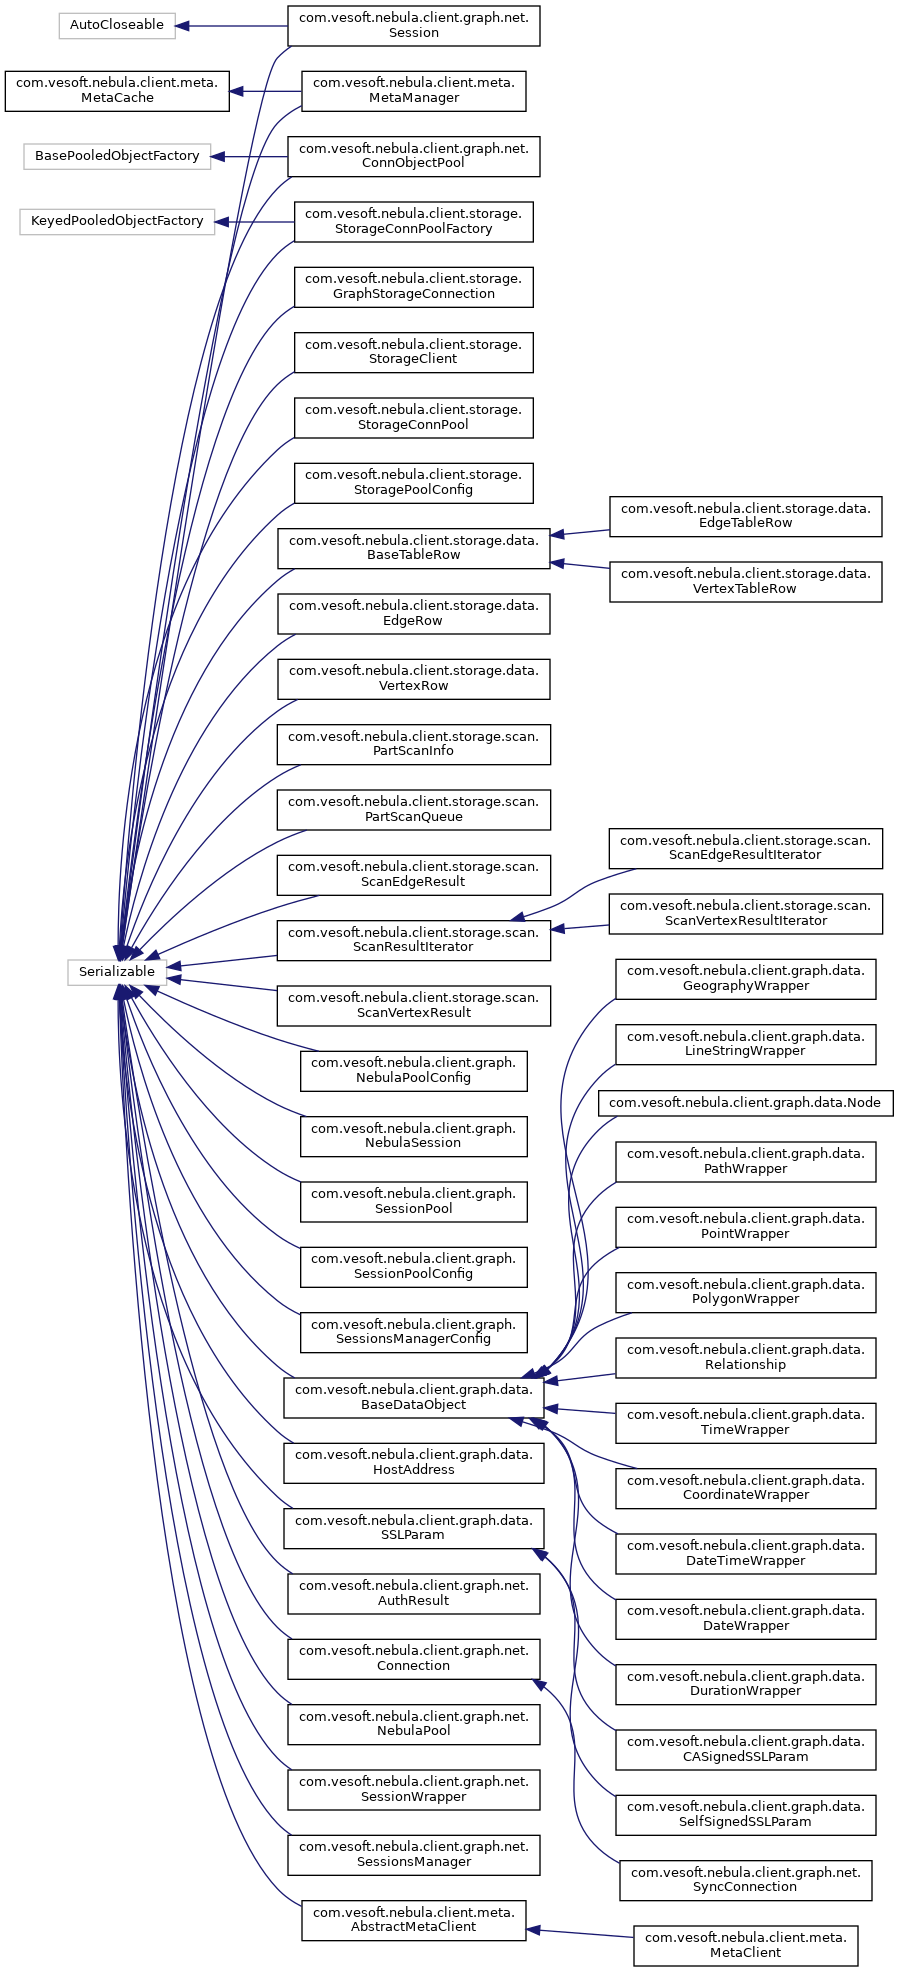 AutoCloseable
com.vesoft.nebula.client.graph.net.
Session
com.vesoft.nebula.client.meta.
MetaCache
com.vesoft.nebula.client.meta.
MetaManager
BasePooledObjectFactory
com.vesoft.nebula.client.graph.net.
ConnObjectPool
KeyedPooledObjectFactory
com.vesoft.nebula.client.storage.
StorageConnPoolFactory
com.vesoft.nebula.client.storage.
GraphStorageConnection
com.vesoft.nebula.client.storage.
StorageClient
com.vesoft.nebula.client.storage.
StorageConnPool
com.vesoft.nebula.client.storage.
StoragePoolConfig
com.vesoft.nebula.client.storage.data.
BaseTableRow
com.vesoft.nebula.client.storage.data.
EdgeTableRow
com.vesoft.nebula.client.storage.data.
VertexTableRow
com.vesoft.nebula.client.storage.data.
EdgeRow
com.vesoft.nebula.client.storage.data.
VertexRow
com.vesoft.nebula.client.storage.scan.
PartScanInfo
com.vesoft.nebula.client.storage.scan.
PartScanQueue
com.vesoft.nebula.client.storage.scan.
ScanEdgeResult
com.vesoft.nebula.client.storage.scan.
ScanResultIterator
com.vesoft.nebula.client.storage.scan.
ScanEdgeResultIterator
com.vesoft.nebula.client.storage.scan.
ScanVertexResultIterator
Serializable
com.vesoft.nebula.client.storage.scan.
ScanVertexResult
com.vesoft.nebula.client.graph.
NebulaPoolConfig
com.vesoft.nebula.client.graph.
NebulaSession
com.vesoft.nebula.client.graph.
SessionPool
com.vesoft.nebula.client.graph.
SessionPoolConfig
com.vesoft.nebula.client.graph.
SessionsManagerConfig
com.vesoft.nebula.client.graph.data.
BaseDataObject
com.vesoft.nebula.client.graph.data.
GeographyWrapper
com.vesoft.nebula.client.graph.data.
LineStringWrapper
com.vesoft.nebula.client.graph.data.Node
com.vesoft.nebula.client.graph.data.
PathWrapper
com.vesoft.nebula.client.graph.data.
PointWrapper
com.vesoft.nebula.client.graph.data.
PolygonWrapper
com.vesoft.nebula.client.graph.data.
Relationship
com.vesoft.nebula.client.graph.data.
TimeWrapper
com.vesoft.nebula.client.graph.data.
CoordinateWrapper
com.vesoft.nebula.client.graph.data.
DateTimeWrapper
com.vesoft.nebula.client.graph.data.
DateWrapper
com.vesoft.nebula.client.graph.data.
DurationWrapper
com.vesoft.nebula.client.graph.data.
HostAddress
com.vesoft.nebula.client.graph.data.
SSLParam
com.vesoft.nebula.client.graph.data.
CASignedSSLParam
com.vesoft.nebula.client.graph.data.
SelfSignedSSLParam
com.vesoft.nebula.client.graph.net.
AuthResult
com.vesoft.nebula.client.graph.net.
Connection
com.vesoft.nebula.client.graph.net.
SyncConnection
com.vesoft.nebula.client.graph.net.
NebulaPool
com.vesoft.nebula.client.graph.net.
SessionWrapper
com.vesoft.nebula.client.graph.net.
SessionsManager
com.vesoft.nebula.client.meta.
AbstractMetaClient
com.vesoft.nebula.client.meta.
MetaClient